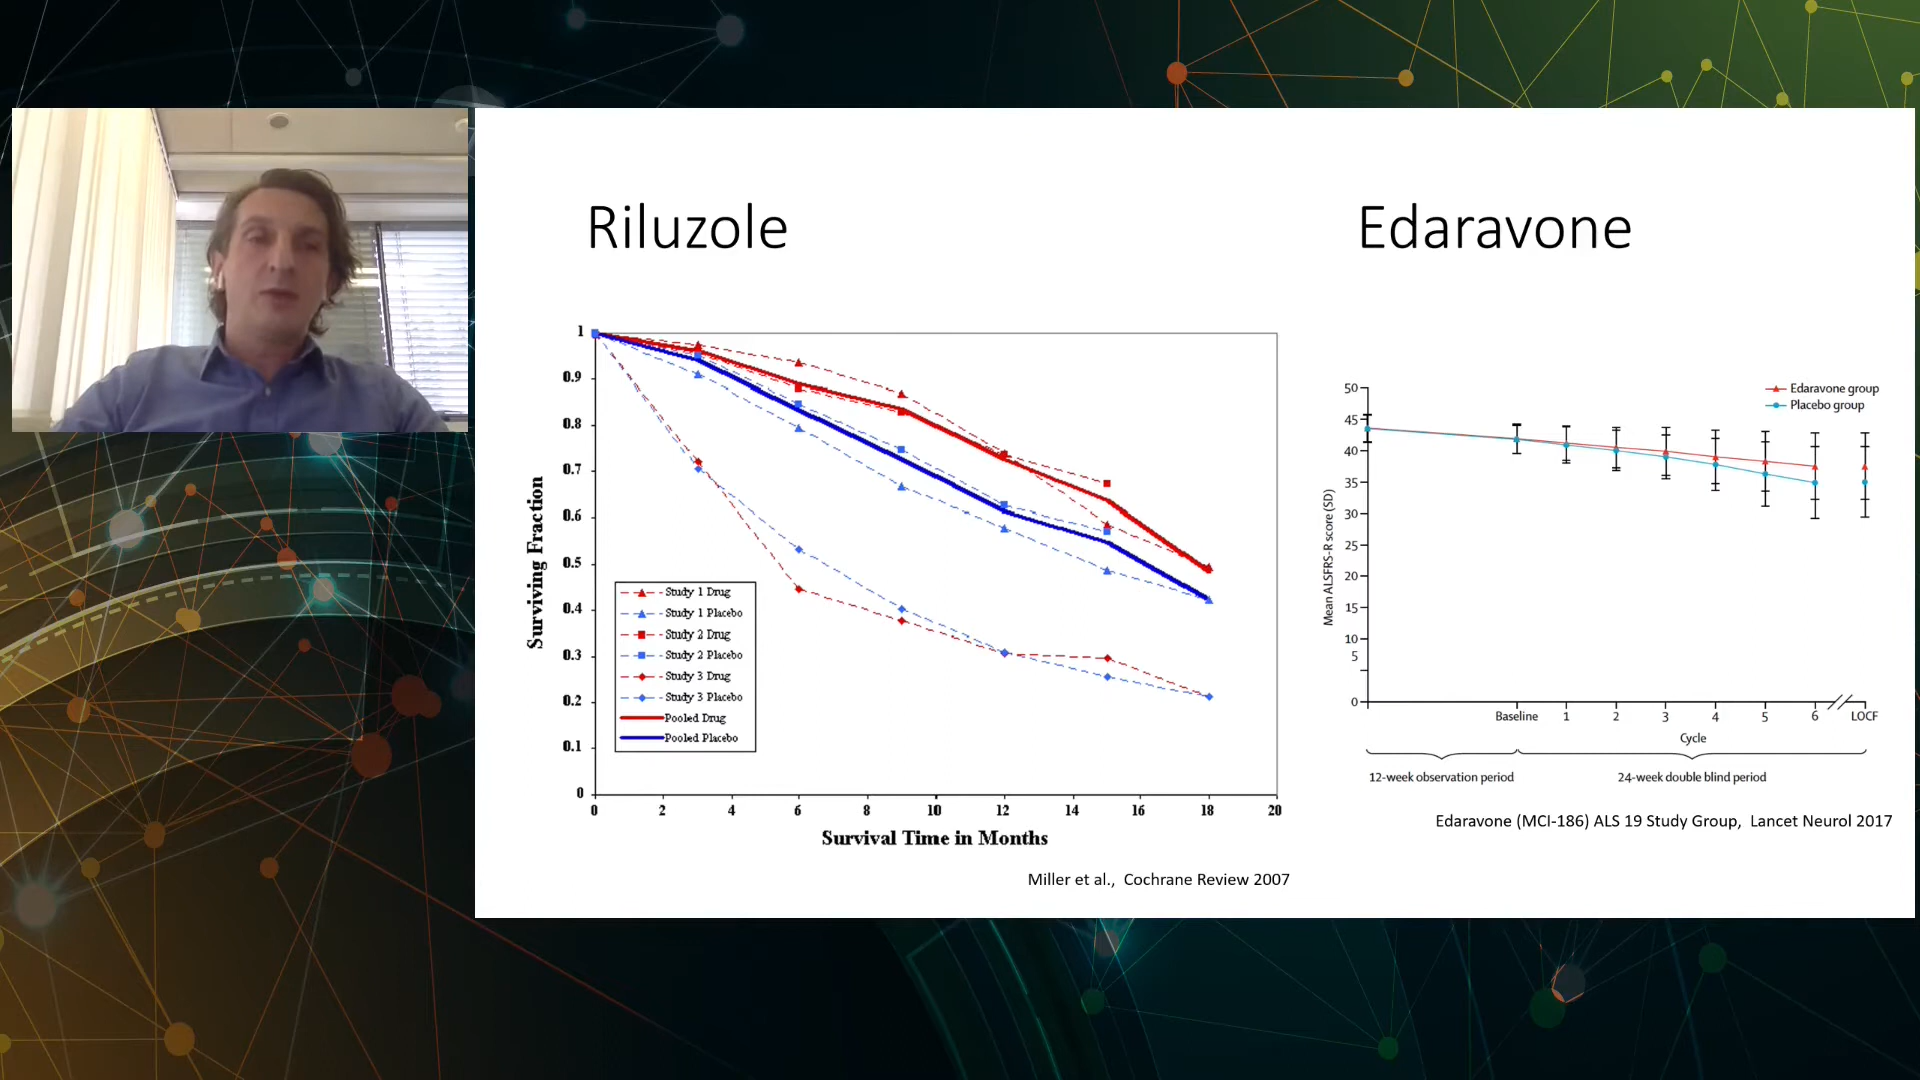 Riluzole
Edaravone
1
0.9
0.8
0.7
0.6
0.5
0.4
0.3
0.2
0.1
0
Surviving Fraction
Study 1 Drug
Study 1 Placebo
Study 2 Drug
Study 2 Placebo
Study 3 Drug
Study 3 Placebo
Pooled Drug
Pooled Placebo
0 2 4 6 8 10 12 14 16 18 20
Survival Time in Months
Miller et al., Cochrane Review 2007
Edaravone group
Placebo group
50
45
40
35
30
25
20
15
10
5
0
Mean ALSFRS-R score (SD)
Baseline 1 2 3 4 5 6 LOCF
Cycle
12-week observation period
24-week double blind period
Edaravone (MCI-186) ALS 19 Study Group, Lancet Neurol 2017